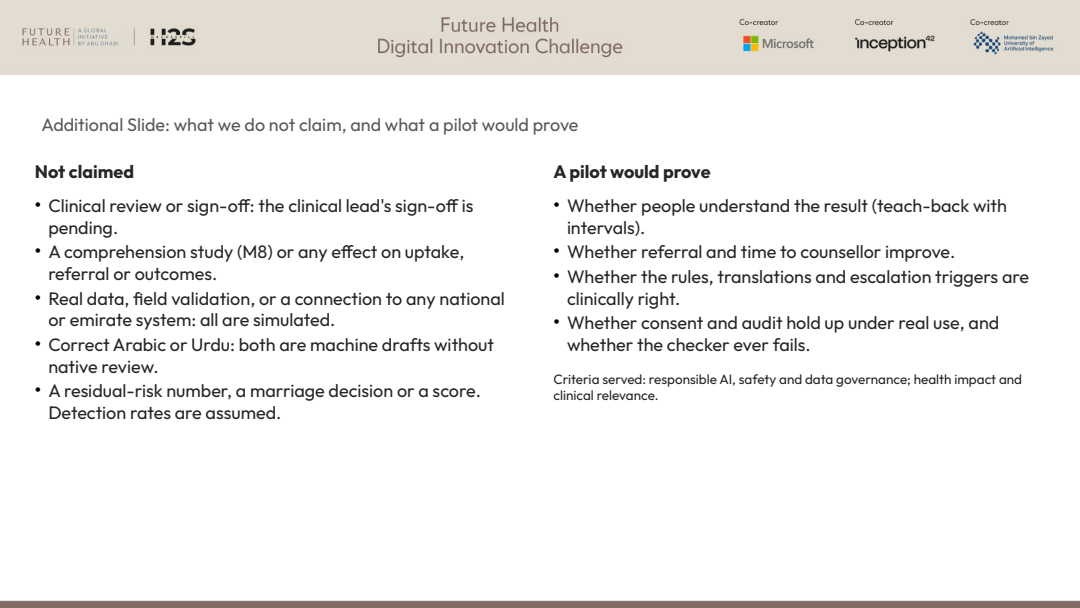 FUTURE
HEALTH
A GLOBAL
INITIATIVE
BY ABU DHABI
H2S
Future Health
Digital Innovation Challenge
Co-creator
Microsoft
Co-creator
inception42
Co-creator
Mohamed bin Zayed
University of
Artificial Intelligence
Additional Slide: what we do not claim, and what a pilot would prove
Not claimed
• Clinical review or sign-off: the clinical lead's sign-off is
pending.
• A comprehension study (M8) or any effect on uptake,
referral or outcomes.
• Real data, field validation, or a connection to any national
or emirate system: all are simulated.
• Correct Arabic or Urdu: both are machine drafts without
native review.
• A residual-risk number, a marriage decision or a score.
Detection rates are assumed.
A pilot would prove
• Whether people understand the result (teach-back with
intervals).
• Whether referral and time to counsellor improve.
• Whether the rules, translations and escalation triggers are
clinically right.
• Whether consent and audit hold up under real use, and
whether the checker ever fails.
Criteria served: responsible AI, safety and data governance; health impact and
clinical relevance.